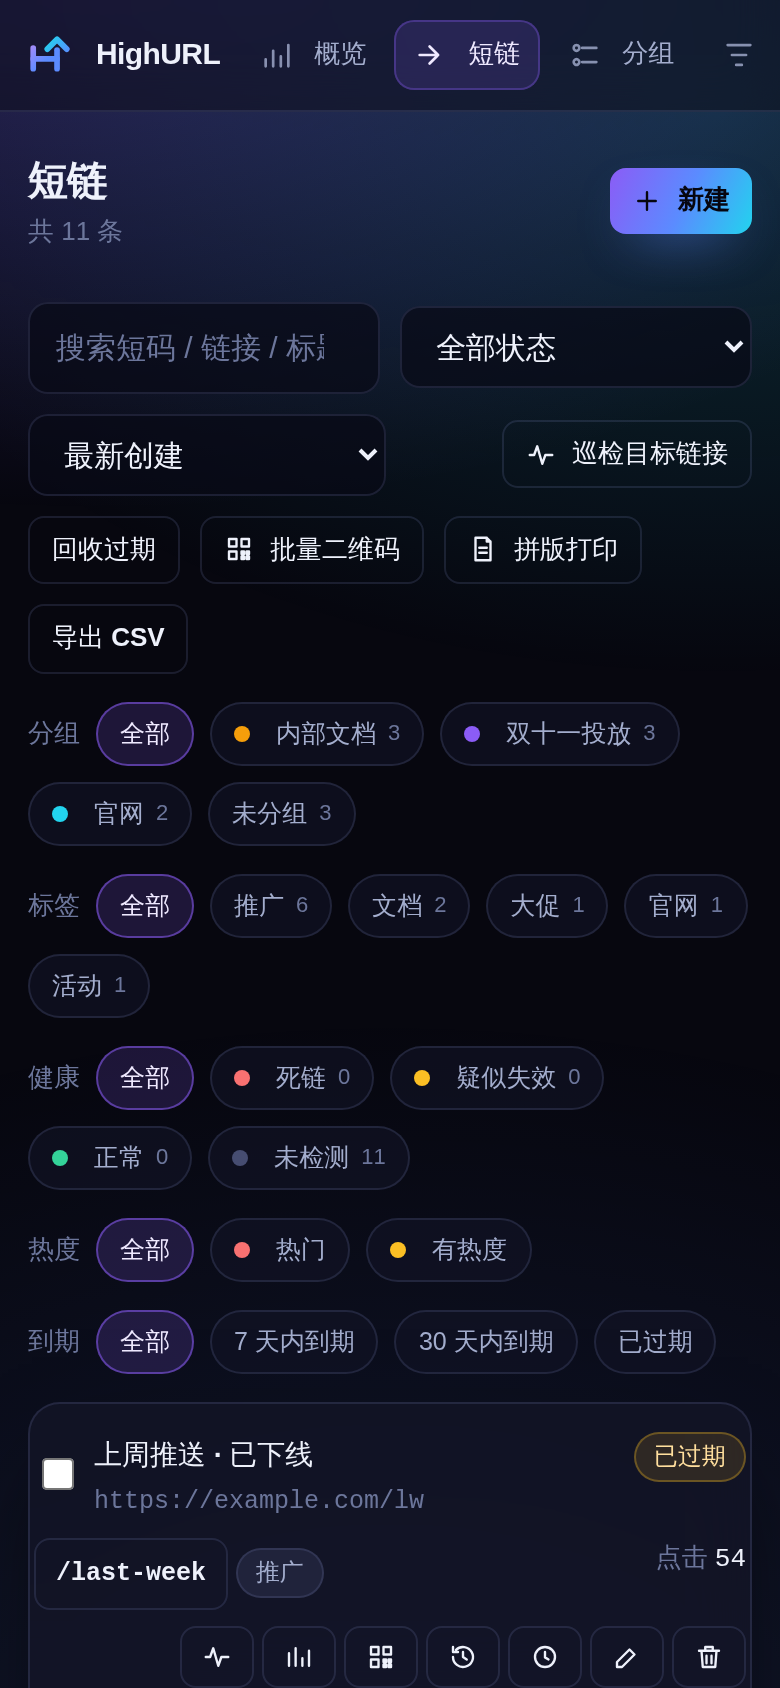 HighURL 概览 短链 分组
短链
共 11 条
新建
搜索短码 / 链接 / 标 全部状态
最新创建 巡检目标链接
回收过期 批量二维码 拼版打印
导出 CSV
分组 全部 内部文档 3 双十一投放 3
官网 2 未分组 3
标签 全部 推广 6 文档 2 大促 1 官网 1
活动 1
健康 全部 死链 0 疑似失效 0
正常 0 未检测 11
热度 全部 热门 有热度
到期 全部 7 天内到期 30 天内到期 已过期
上周推送 · 已下线 已过期
https://example.com/lw
/last-week 推广 点击 54